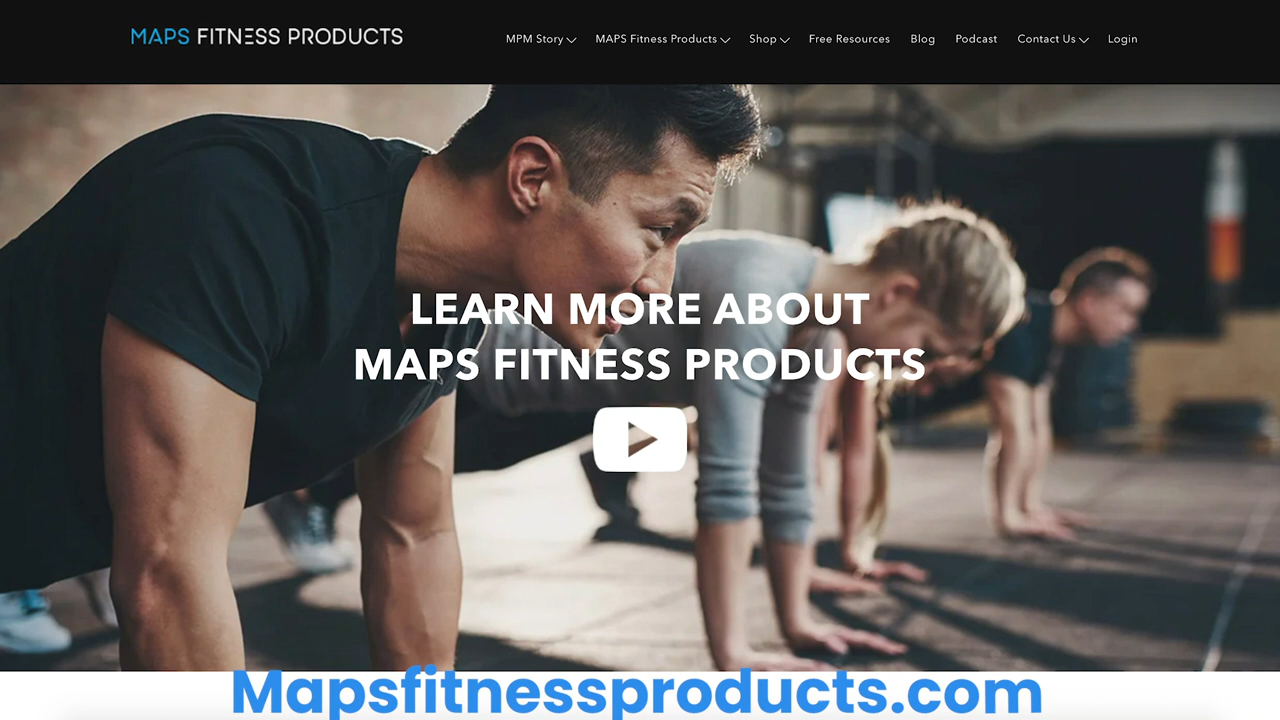 MAPS FITNESS PRODUCTS
MPM Story MAPS Fitness Products Shop Free Resources Blog Podcast Contact Us Login
LEARN MORE ABOUT
MAPS FITNESS PRODUCTS
Mapsfitnessproducts.com